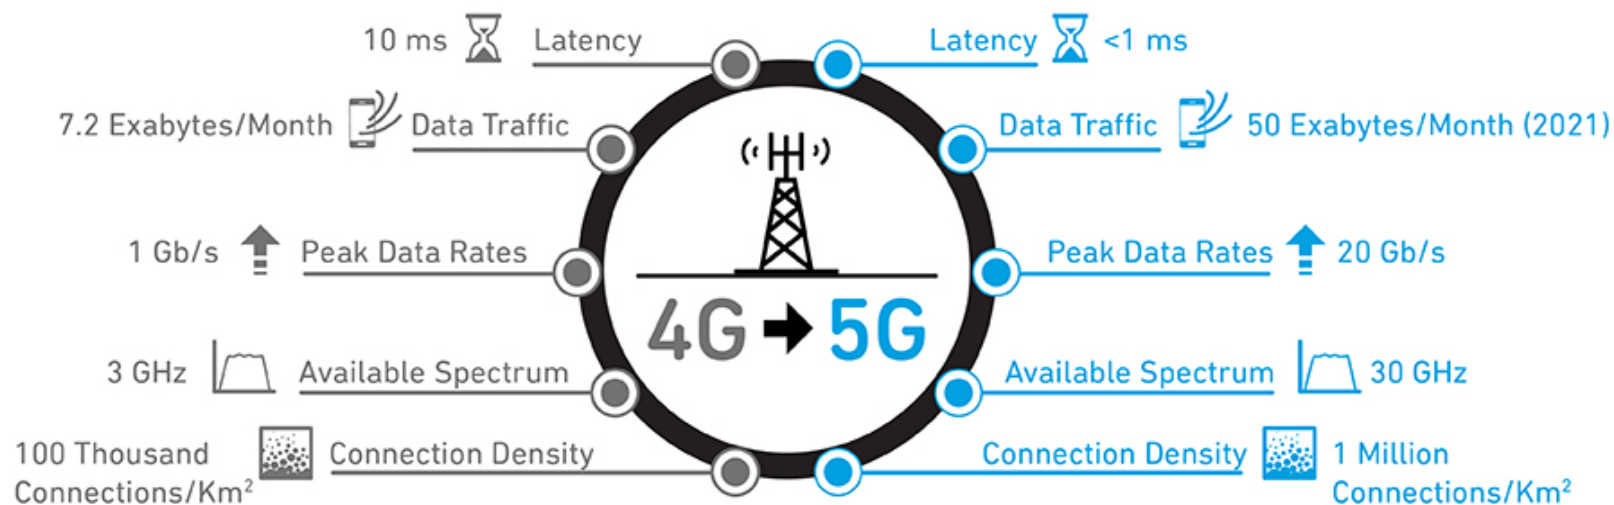 10 ms Latency
Latency <1 ms
7.2 Exabytes/Month Data Traffic
Data Traffic 50 Exabytes/Month (2021)
1 Gb/s Peak Data Rates
Peak Data Rates 20 Gb/s
4G 5G
3 GHz Available Spectrum
Available Spectrum 30 GHz
100 Thousand
Connections/Km²
Connection Density
Connection Density
1 Million
Connections/Km²